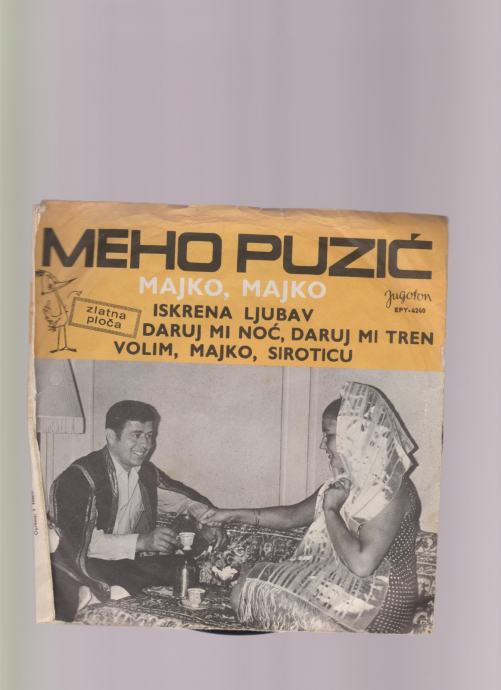 MEHO PUZIĆ
MAJKO, MAJKO
Jugoton
EPY-4240
zlatna
ploča
ISKRENA LJUBAV
DARUJ MI NOĆ, DARUJ MI TREN
VOLIM, MAJKO, SIROTICU